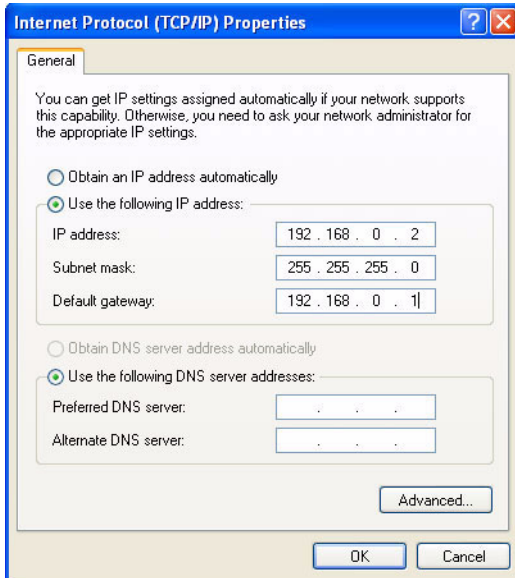 Internet Protocol (TCP/IP) Properties
General
You can get IP settings assigned automatically if your network supports
this capability. Otherwise, you need to ask your network administrator for
the appropriate IP settings.
Obtain an IP address automatically
Use the following IP address:
IP address: 192 . 168 . 0 . 2
Subnet mask: 255 . 255 . 255 . 0
Default gateway: 192 . 168 . 0 . 1
Obtain DNS server address automatically
Use the following DNS server addresses:
Preferred DNS server: . . .
Alternate DNS server: . . .
Advanced...
OK Cancel